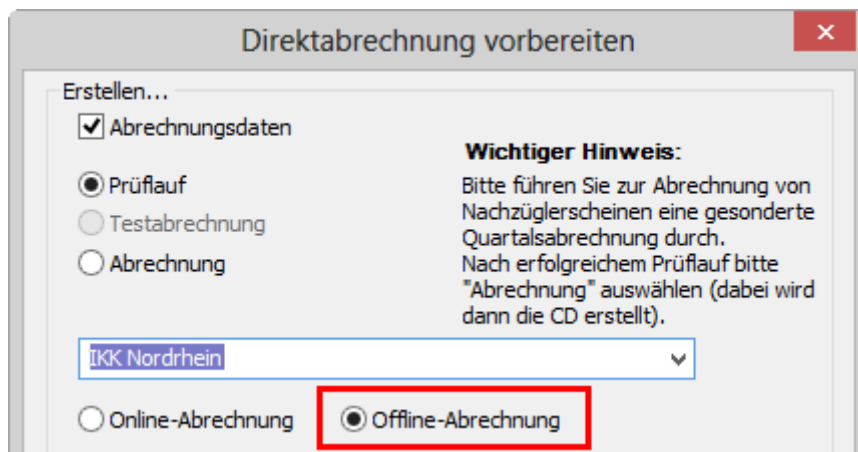 Direktabrechnung vorbereiten
Erstellen...
Abrechnungsdaten
Prüflauf
Testabrechnung
Abrechnung
Wichtiger Hinweis:
Bitte führen Sie zur Abrechnung von
Nachzüglerscheinen eine gesonderte
Quartalsabrechnung durch.
Nach erfolgreichem Prüflauf bitte
"Abrechnung" auswählen (dabei wird
dann die CD erstellt).
IKK Nordrhein
Online-Abrechnung Offline-Abrechnung